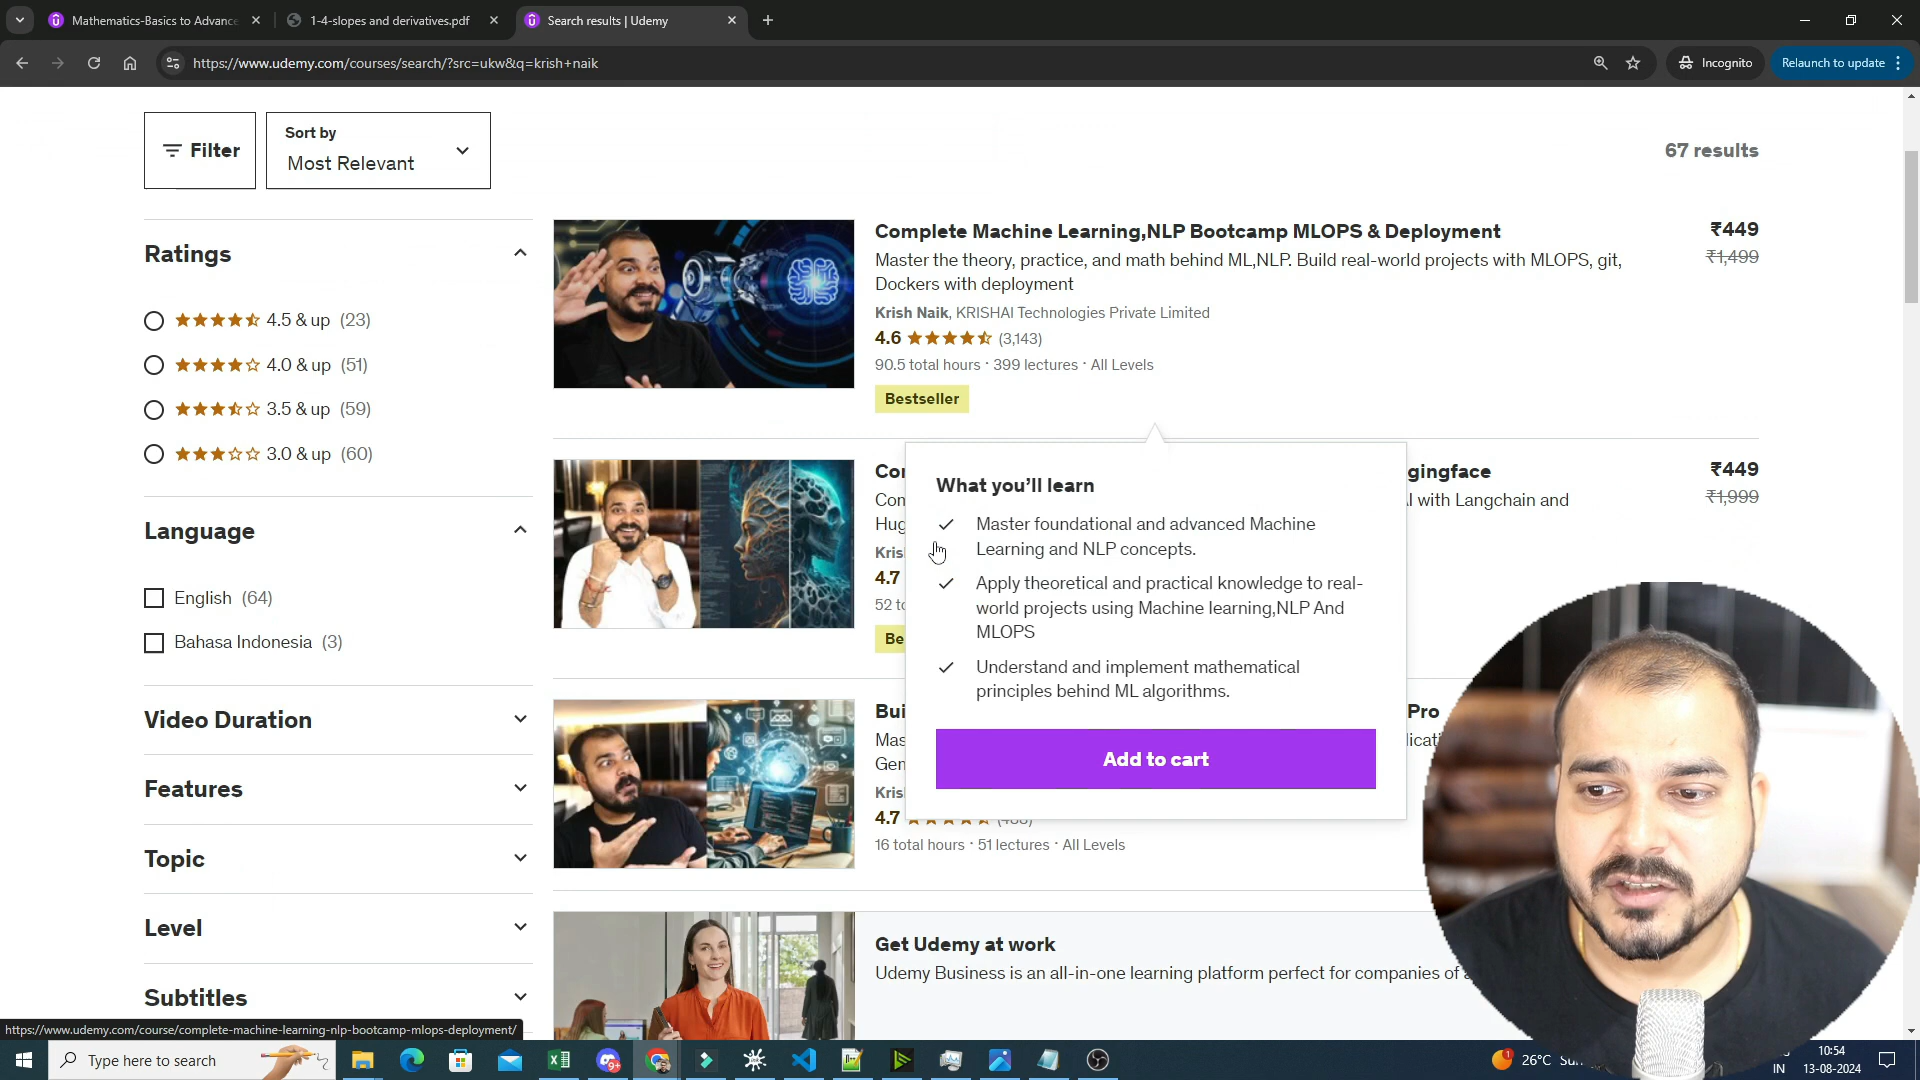 Mathematics-Basics to Advance
1-4-slopes and derivatives.pdf
Search results | Udemy
https://www.udemy.com/courses/search/?src=ukw&q=krish+naik
Incognito
Relaunch to update
Filter
Sort by
Most Relevant
67 results
Ratings
4.5 & up (23)
4.0 & up (51)
3.5 & up (59)
3.0 & up (60)
Language
English (64)
Bahasa Indonesia (3)
Video Duration
Features
Topic
Level
Subtitles
Complete Machine Learning,NLP Bootcamp MLOPS & Deployment
₹449
Master the theory, practice, and math behind ML,NLP. Build real-world projects with MLOPS, git,
₹1,499
Dockers with deployment
Krish Naik, KRISHAI Technologies Private Limited
4.6 (3,143)
90.5 total hours · 399 lectures · All Levels
Bestseller
gingface
₹449
with Langchain and
₹1,999
Hug
4.7
Be
What you'll learn
Master foundational and advanced Machine
Learning and NLP concepts.
Apply theoretical and practical knowledge to real-
world projects using Machine learning,NLP And
MLOPS
Understand and implement mathematical
principles behind ML algorithms.
Add to cart
Bui
Pro
Mas
Gen
4.7
16 total hours · 51 lectures · All Levels
Get Udemy at work
Udemy Business is an all-in-one learning platform perfect for companies of
https://www.udemy.com/course/complete-machine-learning-nlp-bootcamp-mlops-deployment/
Type here to search
26°C
10:54
IN 13-08-2024